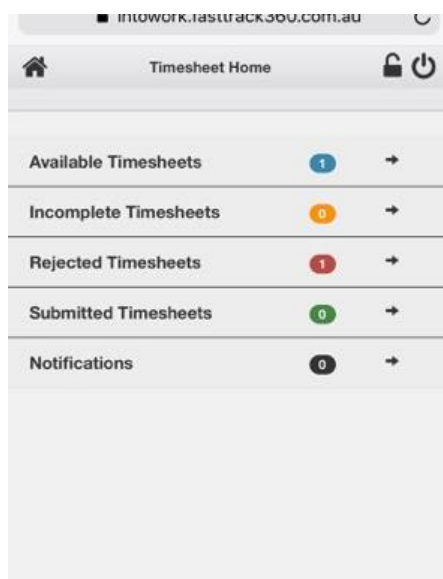 intowork.fasttrack360.com.au
Timesheet Home
Available Timesheets 1
Incomplete Timesheets 0
Rejected Timesheets 1
Submitted Timesheets 0
Notifications 0